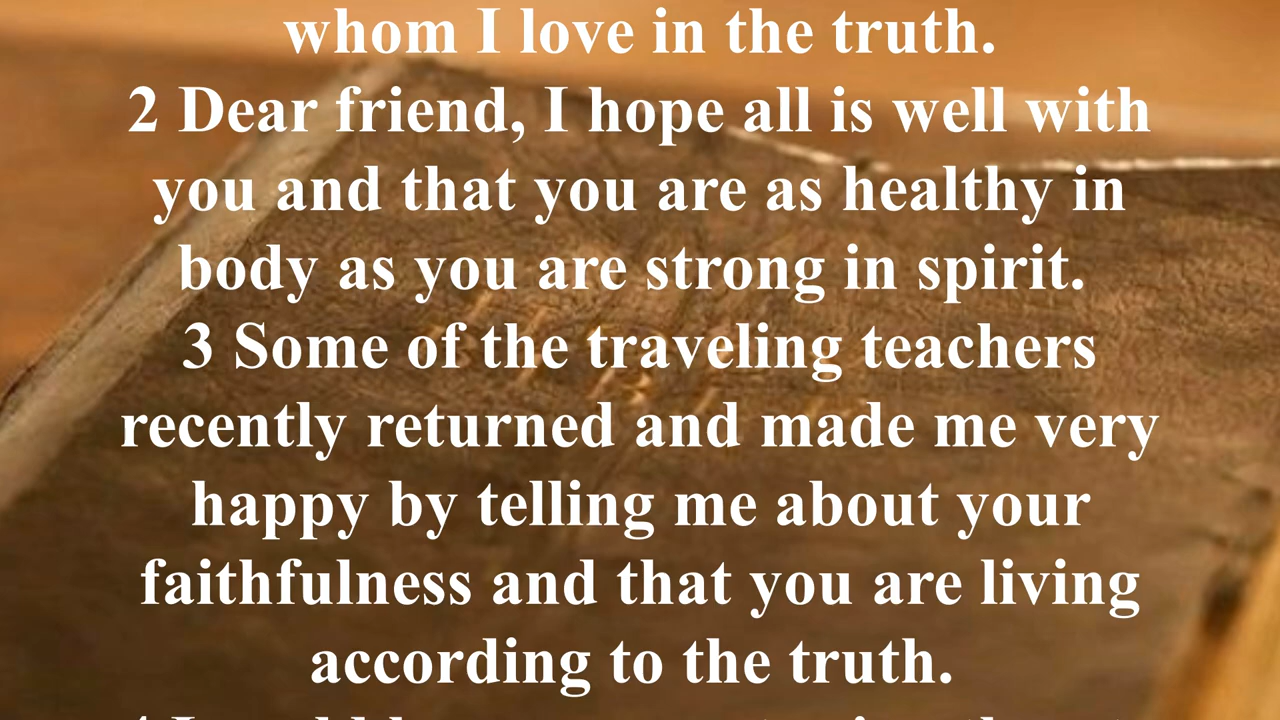 whom I love in the truth.
2 Dear friend, I hope all is well with
you and that you are as healthy in
body as you are strong in spirit.
3 Some of the traveling teachers
recently returned and made me very
happy by telling me about your
faithfulness and that you are living
according to the truth.